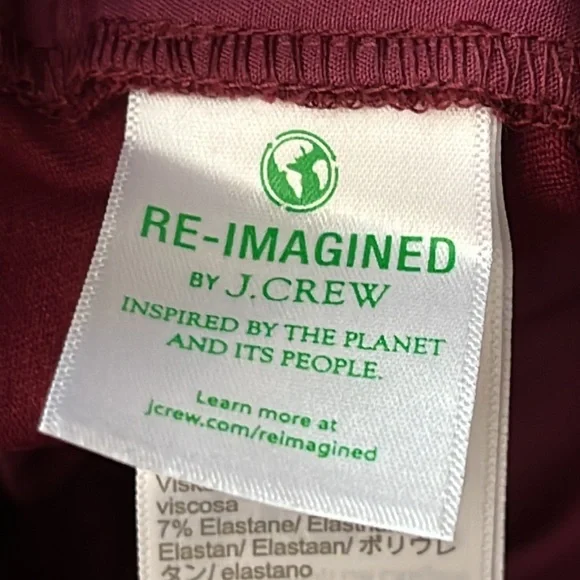 RE-IMAGINED
BY J.CREW
INSPIRED BY THE PLANET
AND ITS PEOPLE.
Learn more at
jcrew.com/reimagined
viscosa
7% Elastane/
Elastan/ Elastaan/ ポリウレ
タン/ elastano